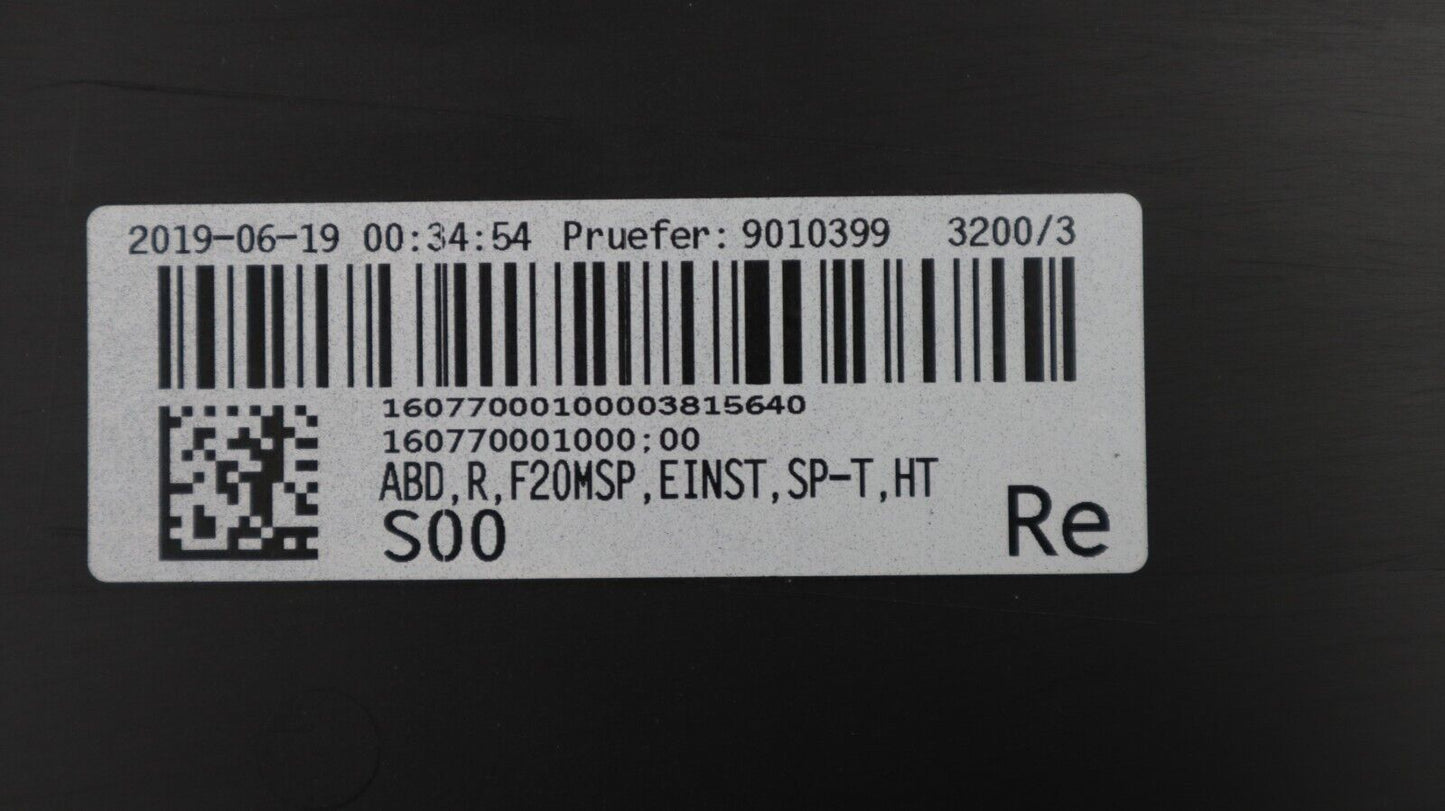 2019-06-19 00:34:54 Pruefer: 9010399 3200/3
16077000100003815640
160770001000;00
ABD,R,F20MSP,EINST,SP-T,HT
S00 Re